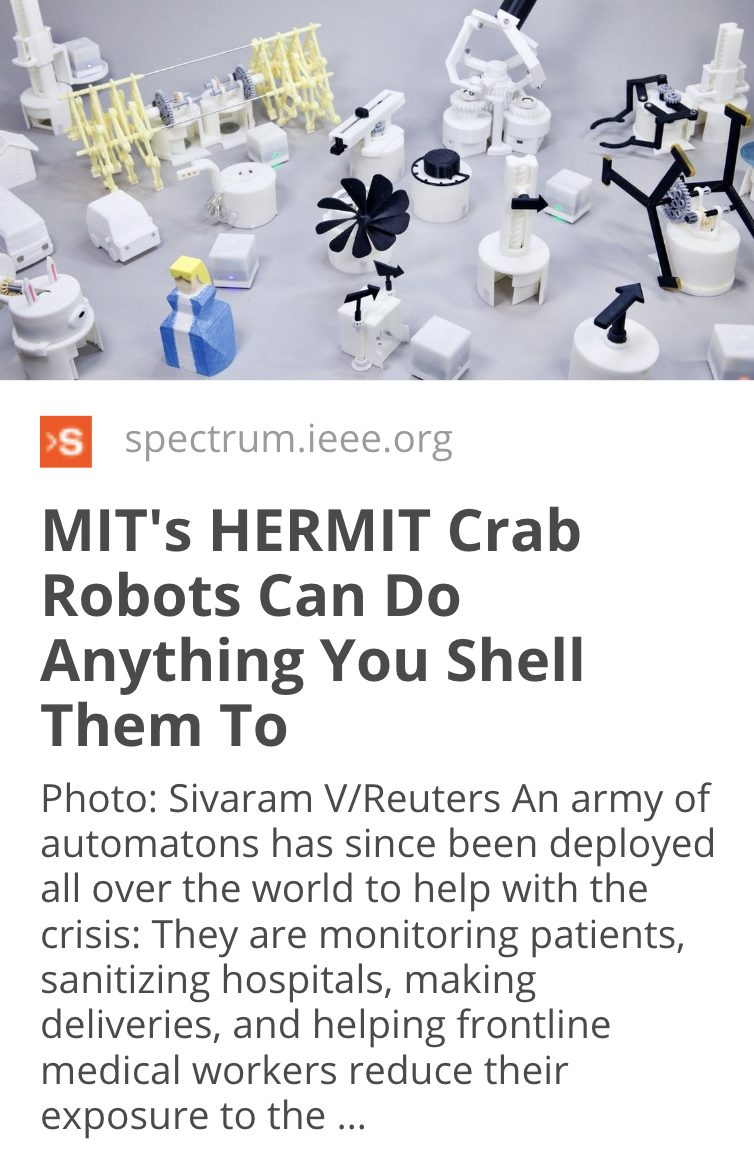 ›S
spectrum.ieee.org
MIT's HERMIT Crab
Robots Can Do
Anything You Shell
Them To
Photo: Sivaram V/Reuters An army of
automatons has since been deployed
all over the world to help with the
crisis: They are monitoring patients,
sanitizing hospitals, making
deliveries, and helping frontline
medical workers reduce their
exposure to the ...